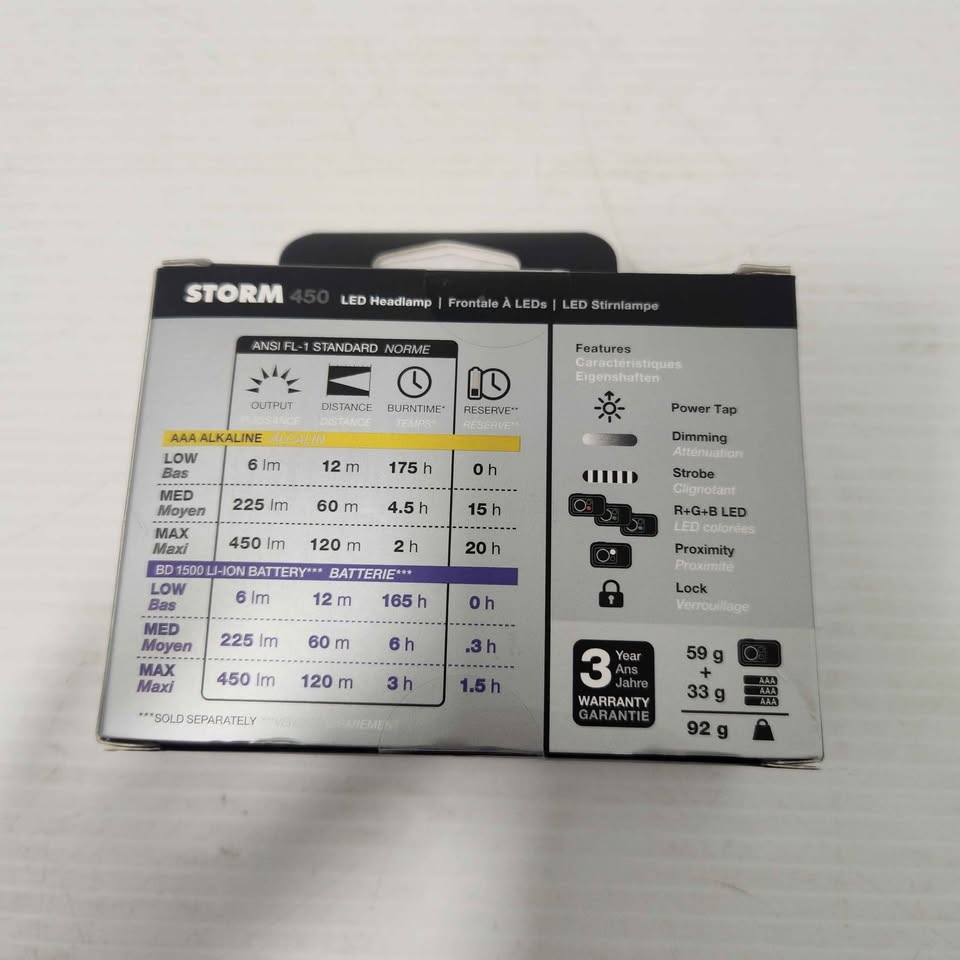 STORM 450 LED Headlamp | Frontale À LEDs | LED Stirnlampe
ANSI FL-1 STANDARD NORME
OUTPUT DISTANCE BURNTIME* RESERVE**
PUISSANCE DISTANCE TEMPS* RÉSERVE**
AAA ALKALINE ALCALIN
LOW 6 lm 12 m 175 h 0 h
Bas
MED 225 lm 60 m 4.5 h 15 h
Moyen
MAX 450 lm 120 m 2 h 20 h
Maxi
BD 1500 LI-ION BATTERY*** BATTERIE***
LOW 6 lm 12 m 165 h 0 h
Bas
MED 225 lm 60 m 6 h .3 h
Moyen
MAX 450 lm 120 m 3 h 1.5 h
Maxi
***SOLD SEPARATELY
Features
Caractéristiques
Eigenshaften
Power Tap
Dimming
Atténuation
Strobe
Clignotant
R+G+B LED
LED colorées
Proximity
Proximité
Lock
Verrouillage
3 Year
Ans
Jahre
WARRANTY
GARANTIE
59 g
+
33 g
AAA
AAA
AAA
92 g